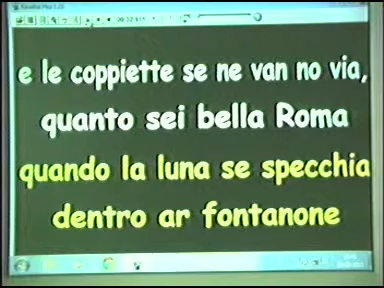 e le coppiette se ne van no via,
quanto sei bella Roma
quando la luna se specchia
dentro ar fontanone